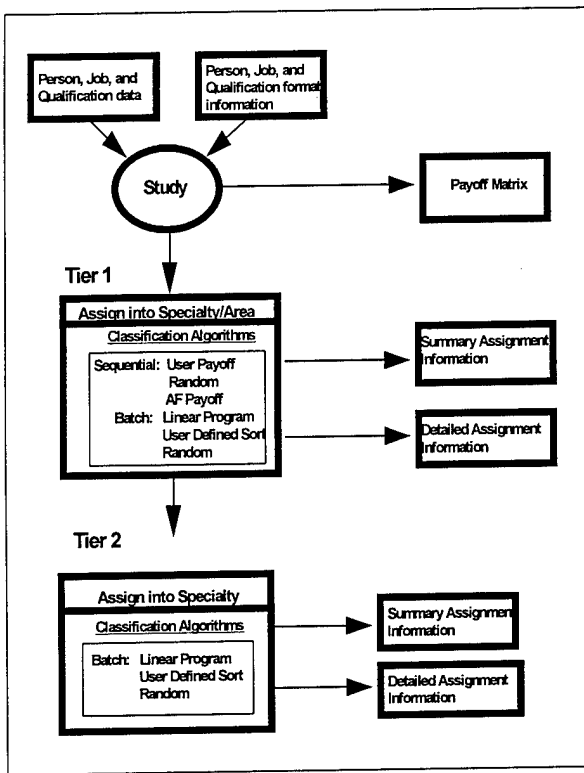 Person, Job, and
Qualification data
Person, Job, and
Qualification format
information
Study
Payoff Matrix
Tier 1
Assign into Specialty/Area
Classification Algorithms
Sequential: User Payoff
Random
AF Payoff
Batch: Linear Program
User Defined Sort
Random
Summary Assignment
Information
Detailed Assignment
Information
Tier 2
Assign into Specialty
Classification Algorithms
Batch: Linear Program
User Defined Sort
Random
Summary Assignment
Information
Detailed Assignment
Information